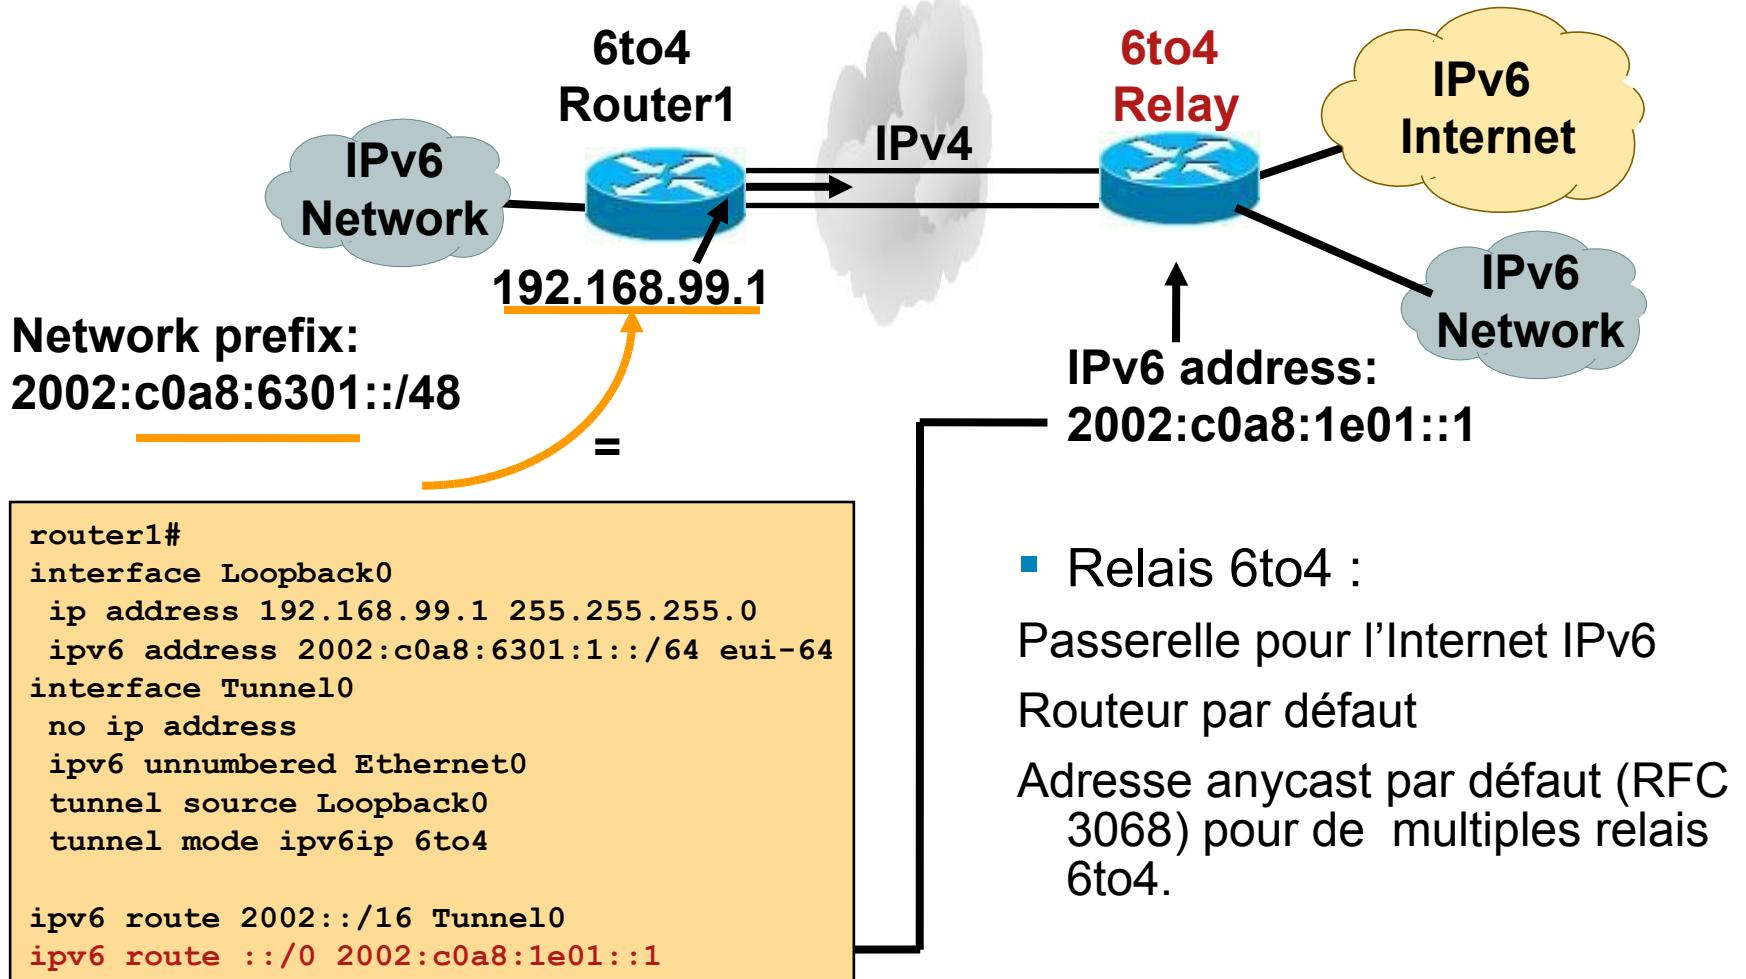 6to4
Router1
6to4
Relay
IPv6
Internet
IPv4
IPv6
Network
192.168.99.1
IPv6
Network
Network prefix:
2002:c0a8:6301::/48
=
IPv6 address:
2002:c0a8:1e01::1
router1#
interface Loopback0
ip address 192.168.99.1 255.255.255.0
ipv6 address 2002:c0a8:6301:1::/64 eui-64
interface Tunnel0
no ip address
ipv6 unnumbered Ethernet0
tunnel source Loopback0
tunnel mode ipv6ip 6to4
ipv6 route 2002::/16 Tunnel0
ipv6 route ::/0 2002:c0a8:1e01::1
▪ Relais 6to4 :
Passerelle pour l’Internet IPv6
Routeur par défaut
Adresse anycast par défaut (RFC
3068) pour de multiples relais
6to4.